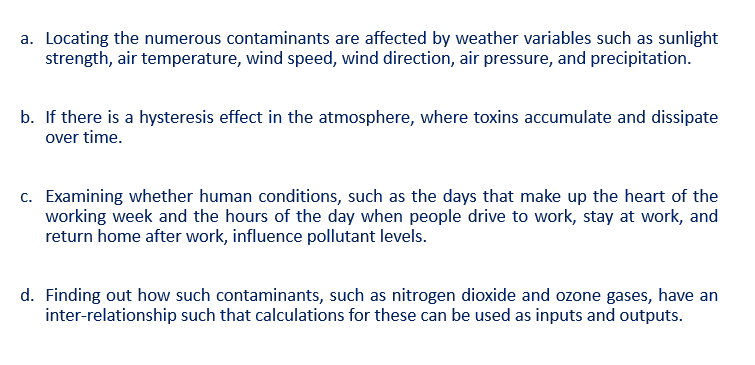 a. Locating the numerous contaminants are affected by weather variables such as sunlight
strength, air temperature, wind speed, wind direction, air pressure, and precipitation.
b. If there is a hysteresis effect in the atmosphere, where toxins accumulate and dissipate
over time.
c. Examining whether human conditions, such as the days that make up the heart of the
working week and the hours of the day when people drive to work, stay at work, and
return home after work, influence pollutant levels.
d. Finding out how such contaminants, such as nitrogen dioxide and ozone gases, have an
inter-relationship such that calculations for these can be used as inputs and outputs.